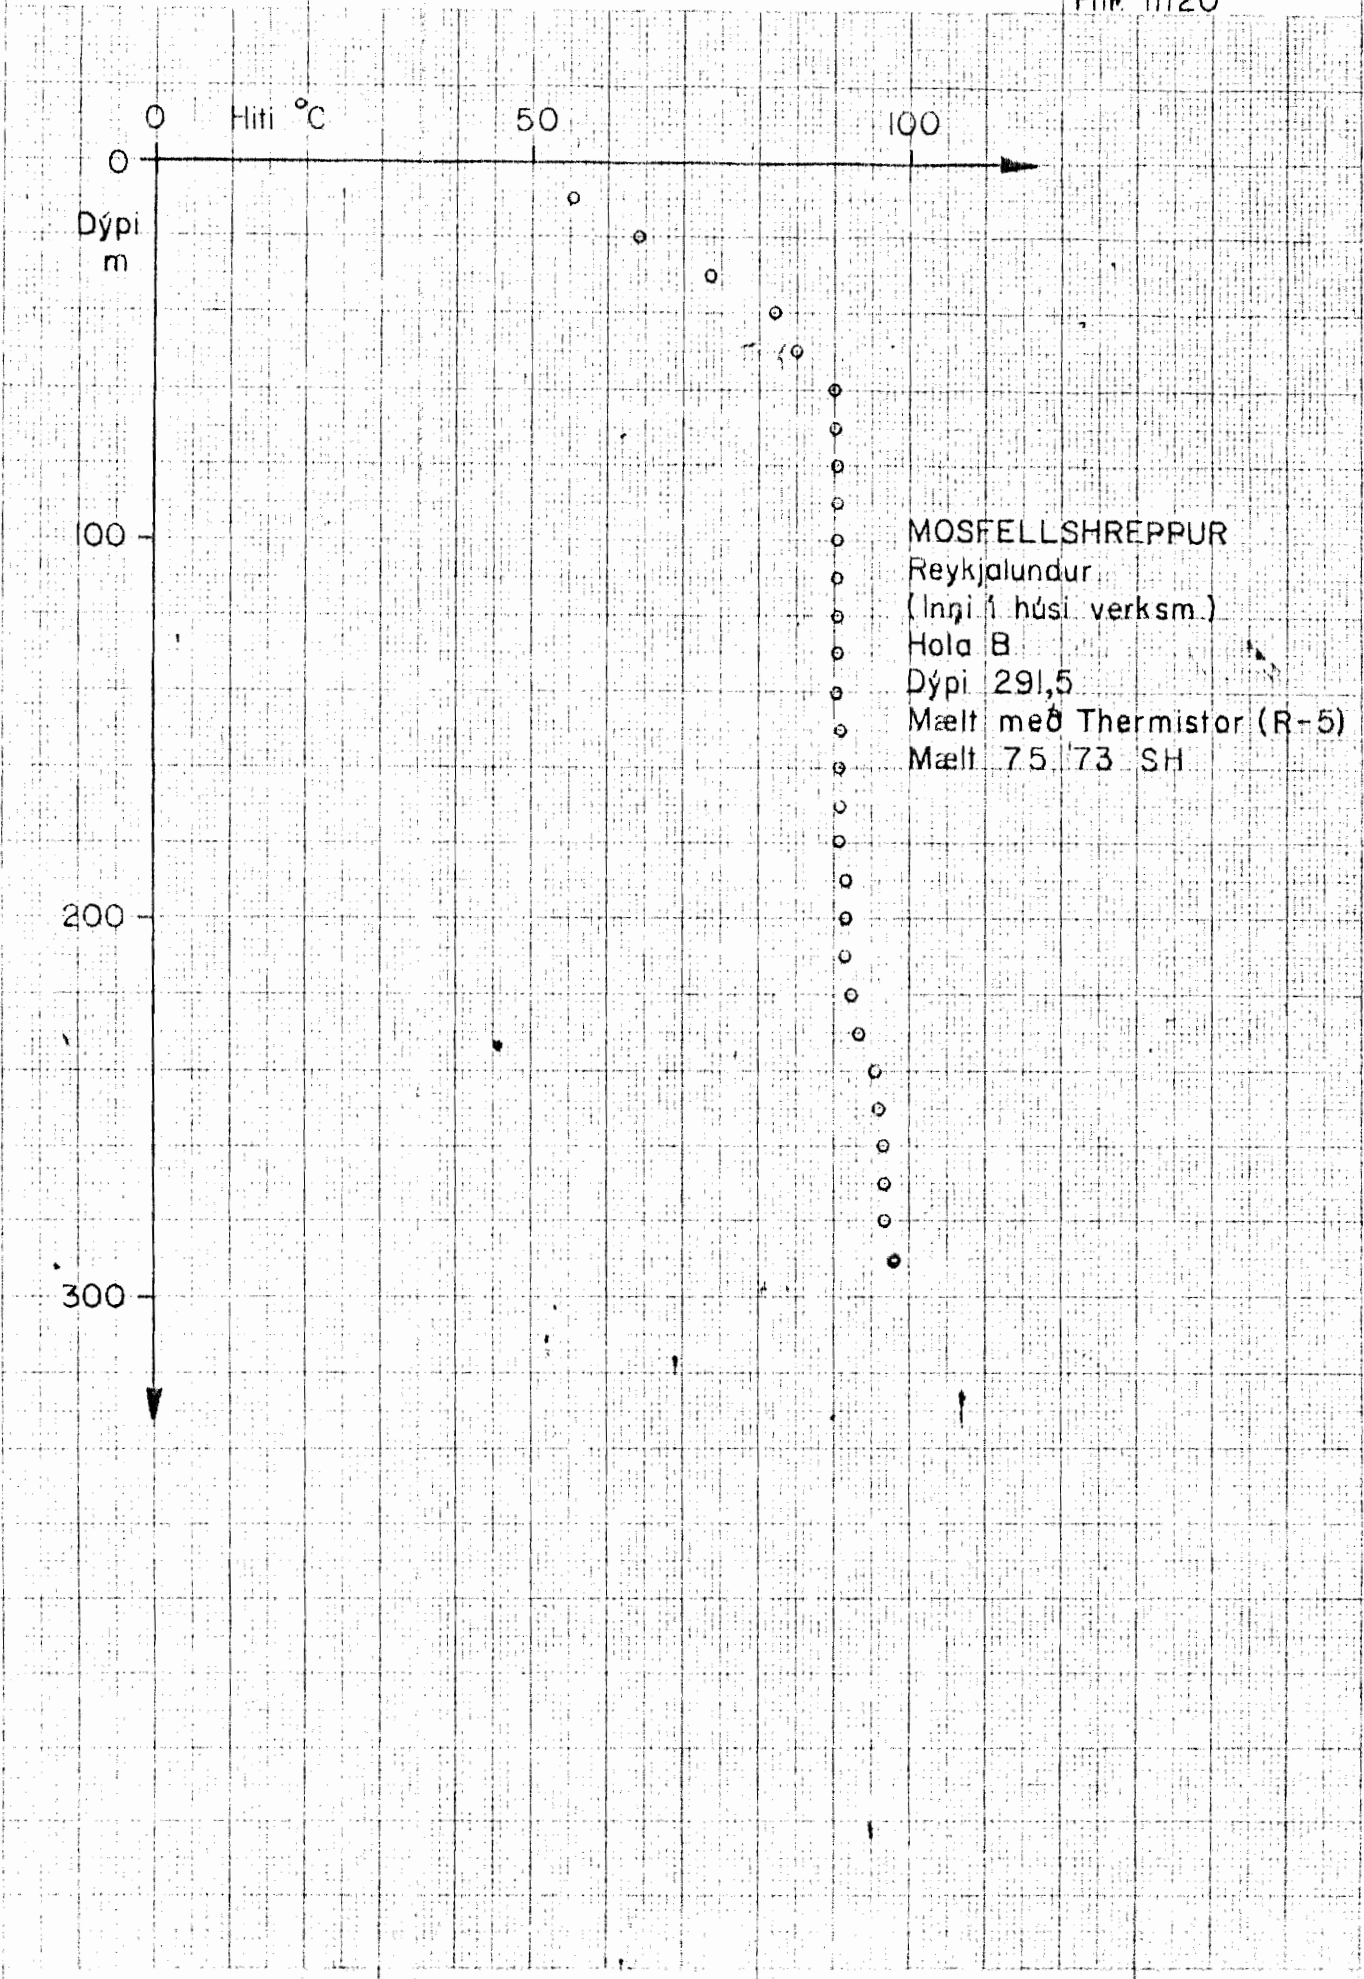 0 Hiti °C 50 100
0
Dýpi
m
100
MOSFELLSHREPPUR
Reykjalundur
(Inni í húsi verksm.)
Hola B
Dýpi 291,5
Mælt með Thermistor (R-5)
Mælt 7.5. '73 SH
200
300